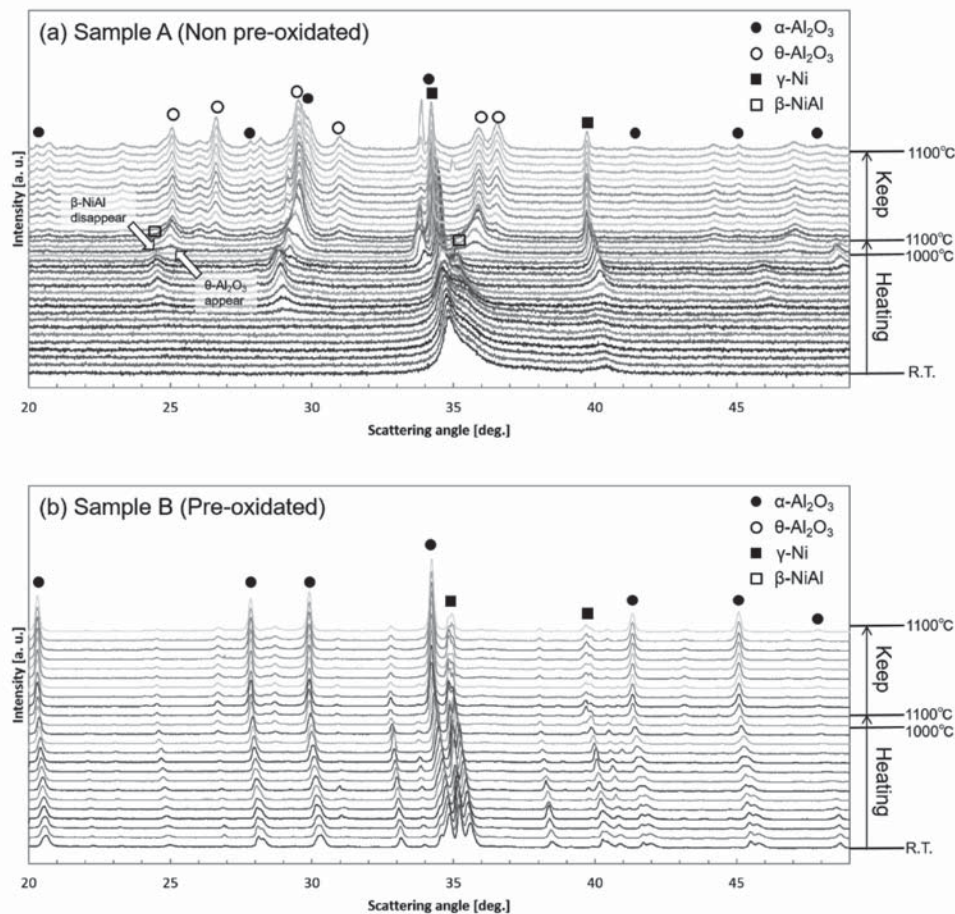 (a) Sample A (Non pre-oxidated)
α-Al₂O₃
θ-Al₂O₃
γ-Ni
β-NiAl
β-NiAl
disappear
θ-Al₂O₃
appear
1100℃
Keep
1100℃
1000℃
Heating
R.T.
Intensity [a. u.]
20 25 30 35 40 45
Scattering angle [deg.]
(b) Sample B (Pre-oxidated)
α-Al₂O₃
θ-Al₂O₃
γ-Ni
β-NiAl
1100℃
Keep
1100℃
1000℃
Heating
R.T.
Intensity [a. u.]
20 25 30 35 40 45
Scattering angle [deg.]